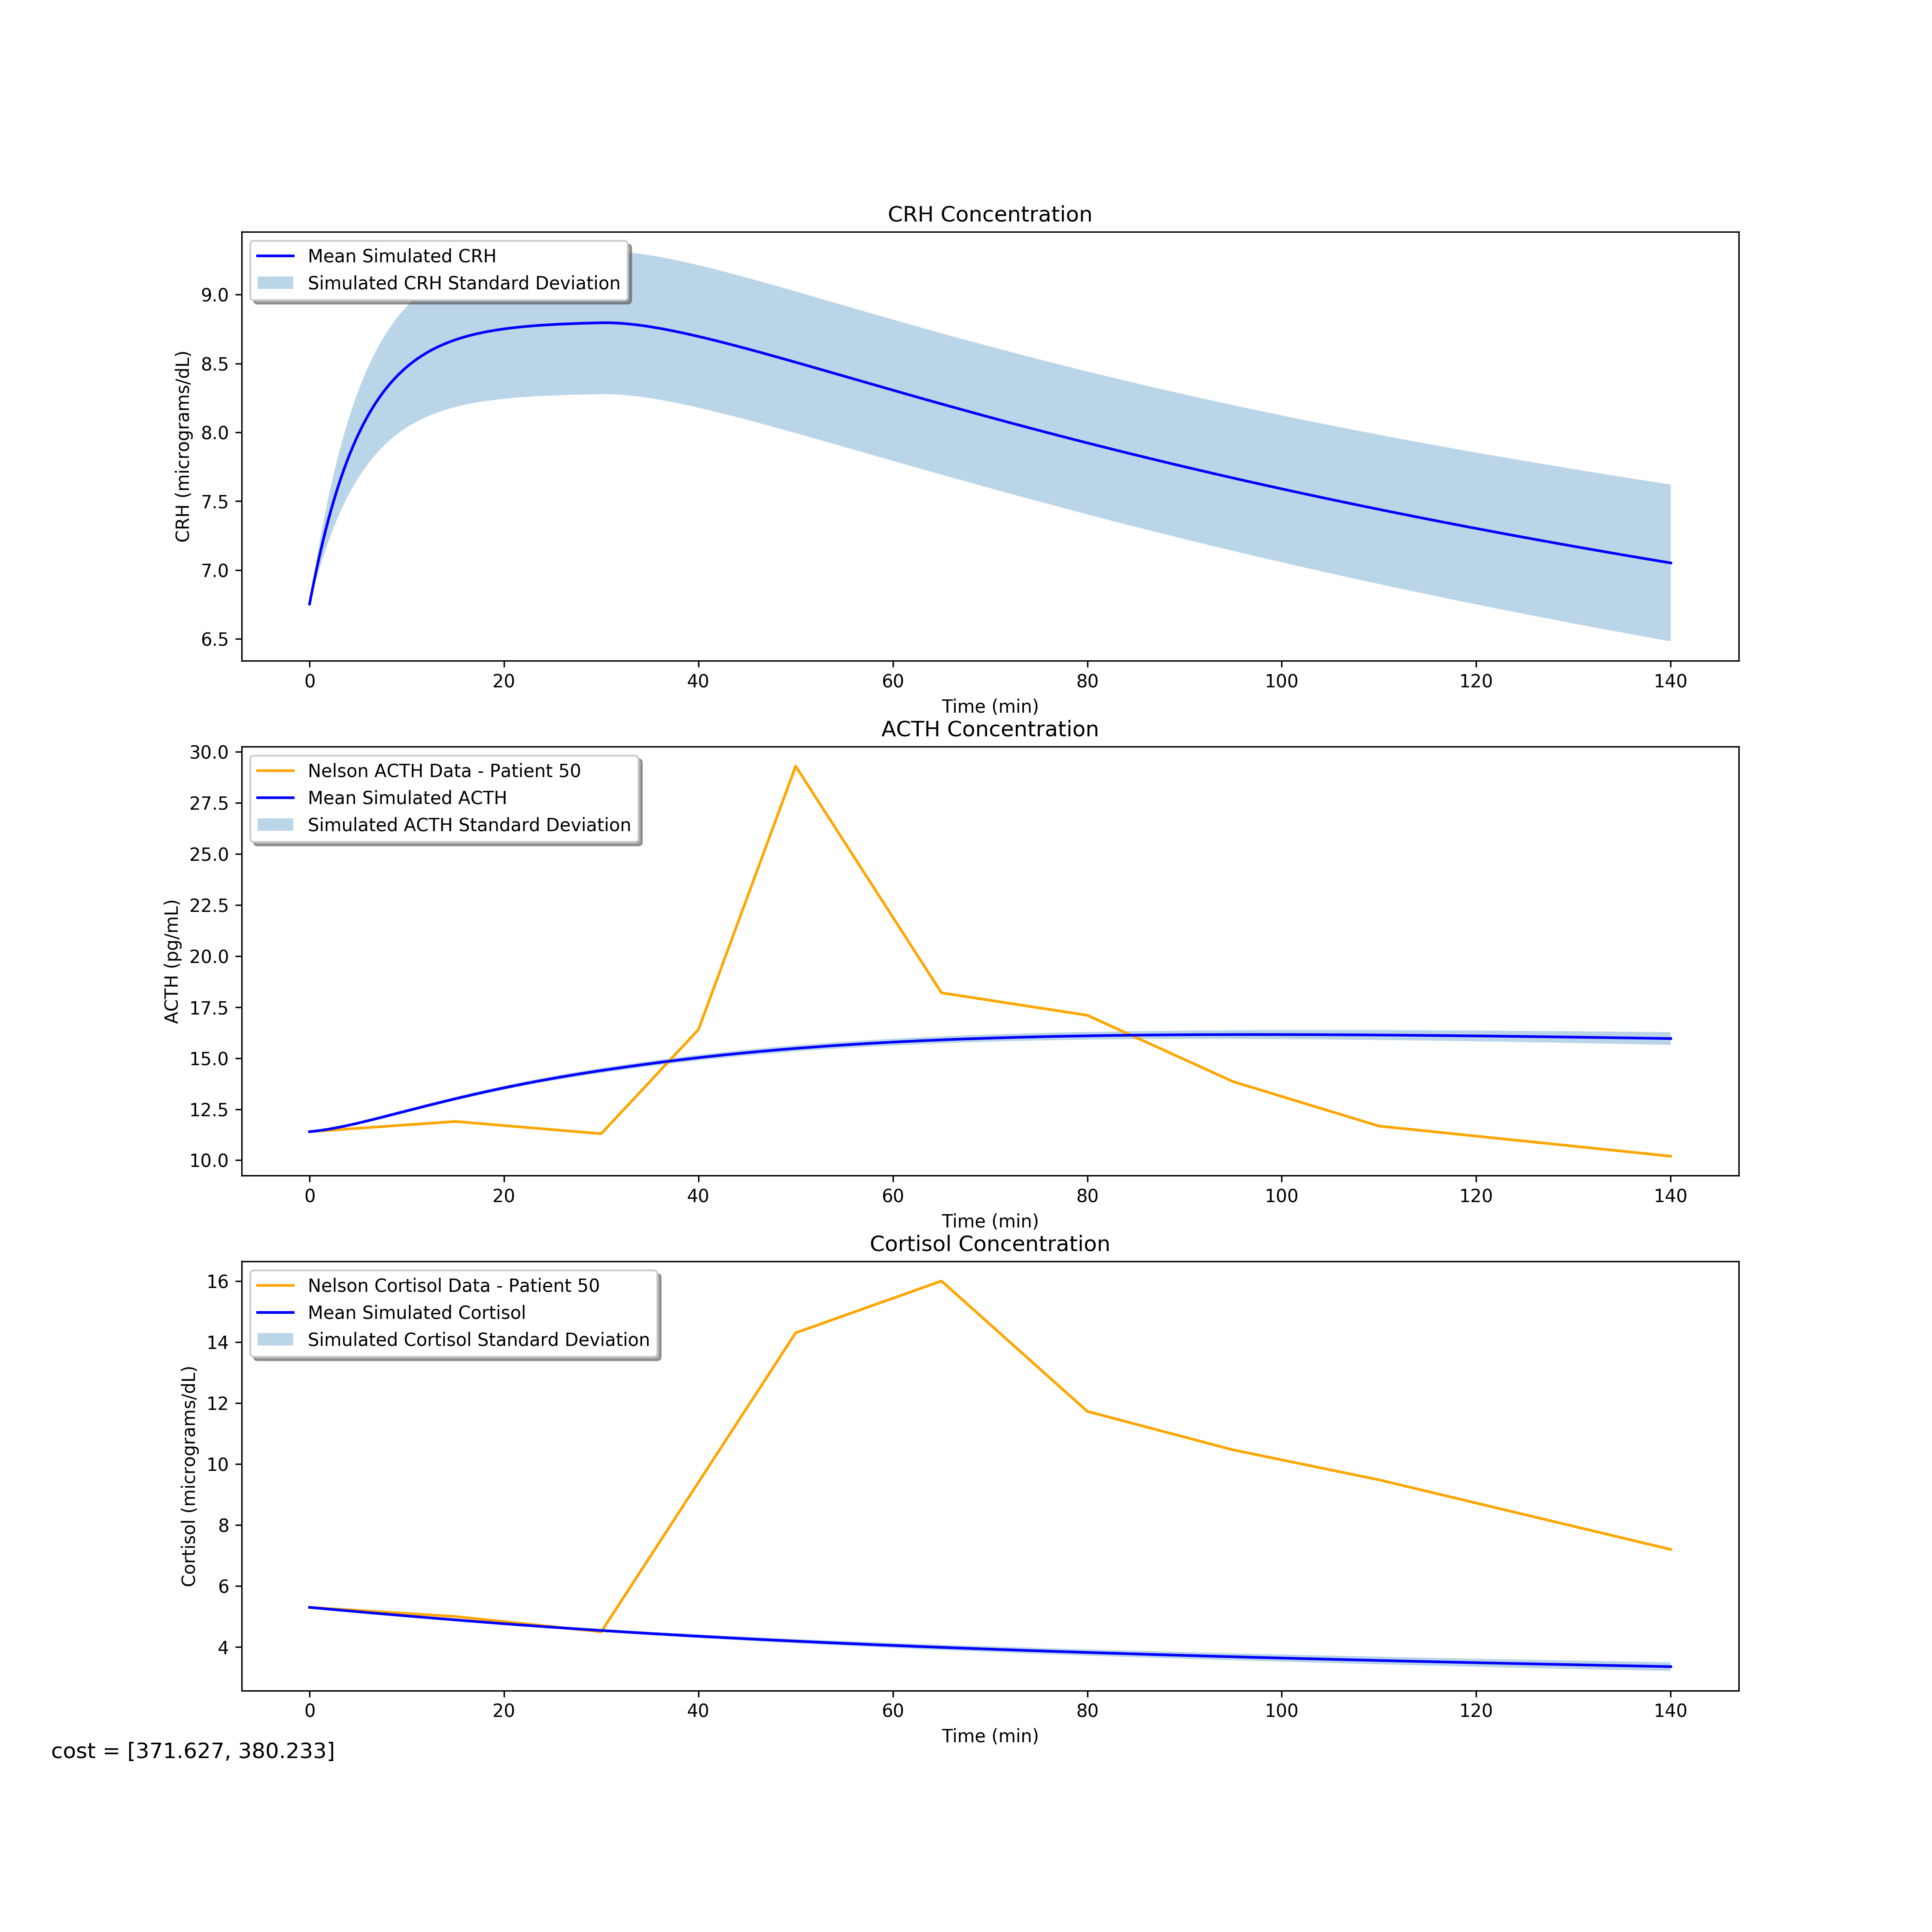 CRH Concentration
Mean Simulated CRH
Simulated CRH Standard Deviation
CRH (micrograms/dL)
9.0
8.5
8.0
7.5
7.0
6.5
0 20 40 60 80 100 120 140
Time (min)
ACTH Concentration
Nelson ACTH Data - Patient 50
Mean Simulated ACTH
Simulated ACTH Standard Deviation
ACTH (pg/mL)
30.0
27.5
25.0
22.5
20.0
17.5
15.0
12.5
10.0
0 20 40 60 80 100 120 140
Time (min)
Cortisol Concentration
Nelson Cortisol Data - Patient 50
Mean Simulated Cortisol
Simulated Cortisol Standard Deviation
Cortisol (micrograms/dL)
16
14
12
10
8
6
4
0 20 40 60 80 100 120 140
Time (min)
cost = [371.627, 380.233]